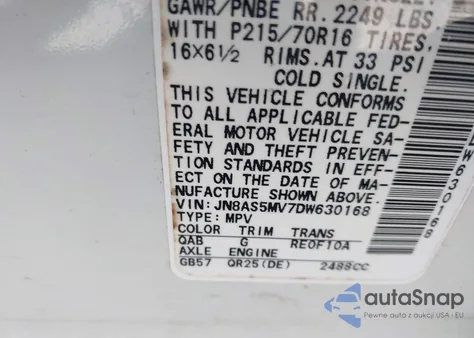 GAWR/PNBE RR. 2249 LBS
WITH P215/70R16 TIRES.
16X6½ RIMS. AT 33 PSI
COLD SINGLE.
THIS VEHICLE CONFORMS
TO ALL APPLICABLE FED-
ERAL MOTOR VEHICLE SA-
FETY AND THEFT PREVEN-
TION STANDARDS IN EFF-
ECT ON THE DATE OF MA-
NUFACTURE SHOWN ABOVE.
VIN: JN8AS5MV7DW630168
TYPE: MPV
COLOR TRIM TRANS
QAB G RE0F10A
AXLE ENGINE
GB57 QR25(DE) 2488CC
autaSnap
Pewne auta z aukcji USA i EU